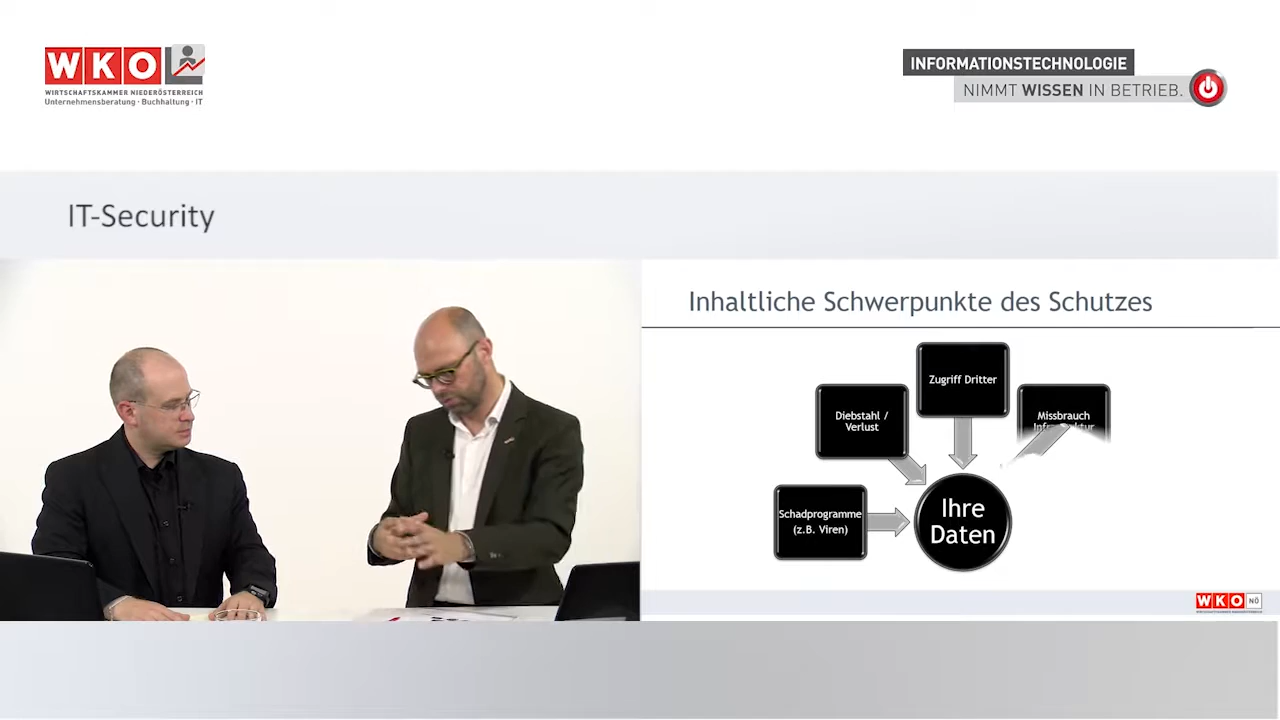 WKO
WIRTSCHAFTSKAMMER NIEDERÖSTERREICH
Unternehmensberatung · Buchhaltung · IT
INFORMATIONSTECHNOLOGIE
NIMMT WISSEN IN BETRIEB.
IT-Security
Inhaltliche Schwerpunkte des Schutzes
Zugriff Dritter
Diebstahl /
Verlust
Missbrauch
Schadprogramme
(z.B. Viren)
Ihre
Daten
WKO NÖ